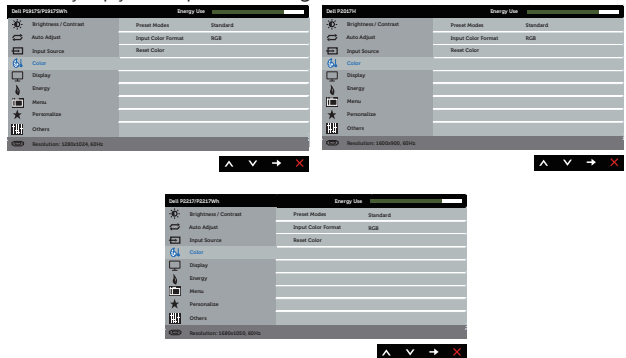 Dell P1917S/P1917SWh Energy Use
Brightness / Contrast Preset Modes Standard
Auto Adjust Input Color Format RGB
Input Source Reset Color
Color
Display
Energy
Menu
Personalize
Others
Resolution: 1280x1024, 60Hz
Dell P2017H Energy Use
Brightness / Contrast Preset Modes Standard
Auto Adjust Input Color Format RGB
Input Source Reset Color
Color
Display
Energy
Menu
Personalize
Others
Resolution: 1600x900, 60Hz
Dell P2217/P2217Wh Energy Use
Brightness / Contrast Preset Modes Standard
Auto Adjust Input Color Format RGB
Input Source Reset Color
Color
Display
Energy
Menu
Personalize
Others
Resolution: 1680x1050, 60Hz